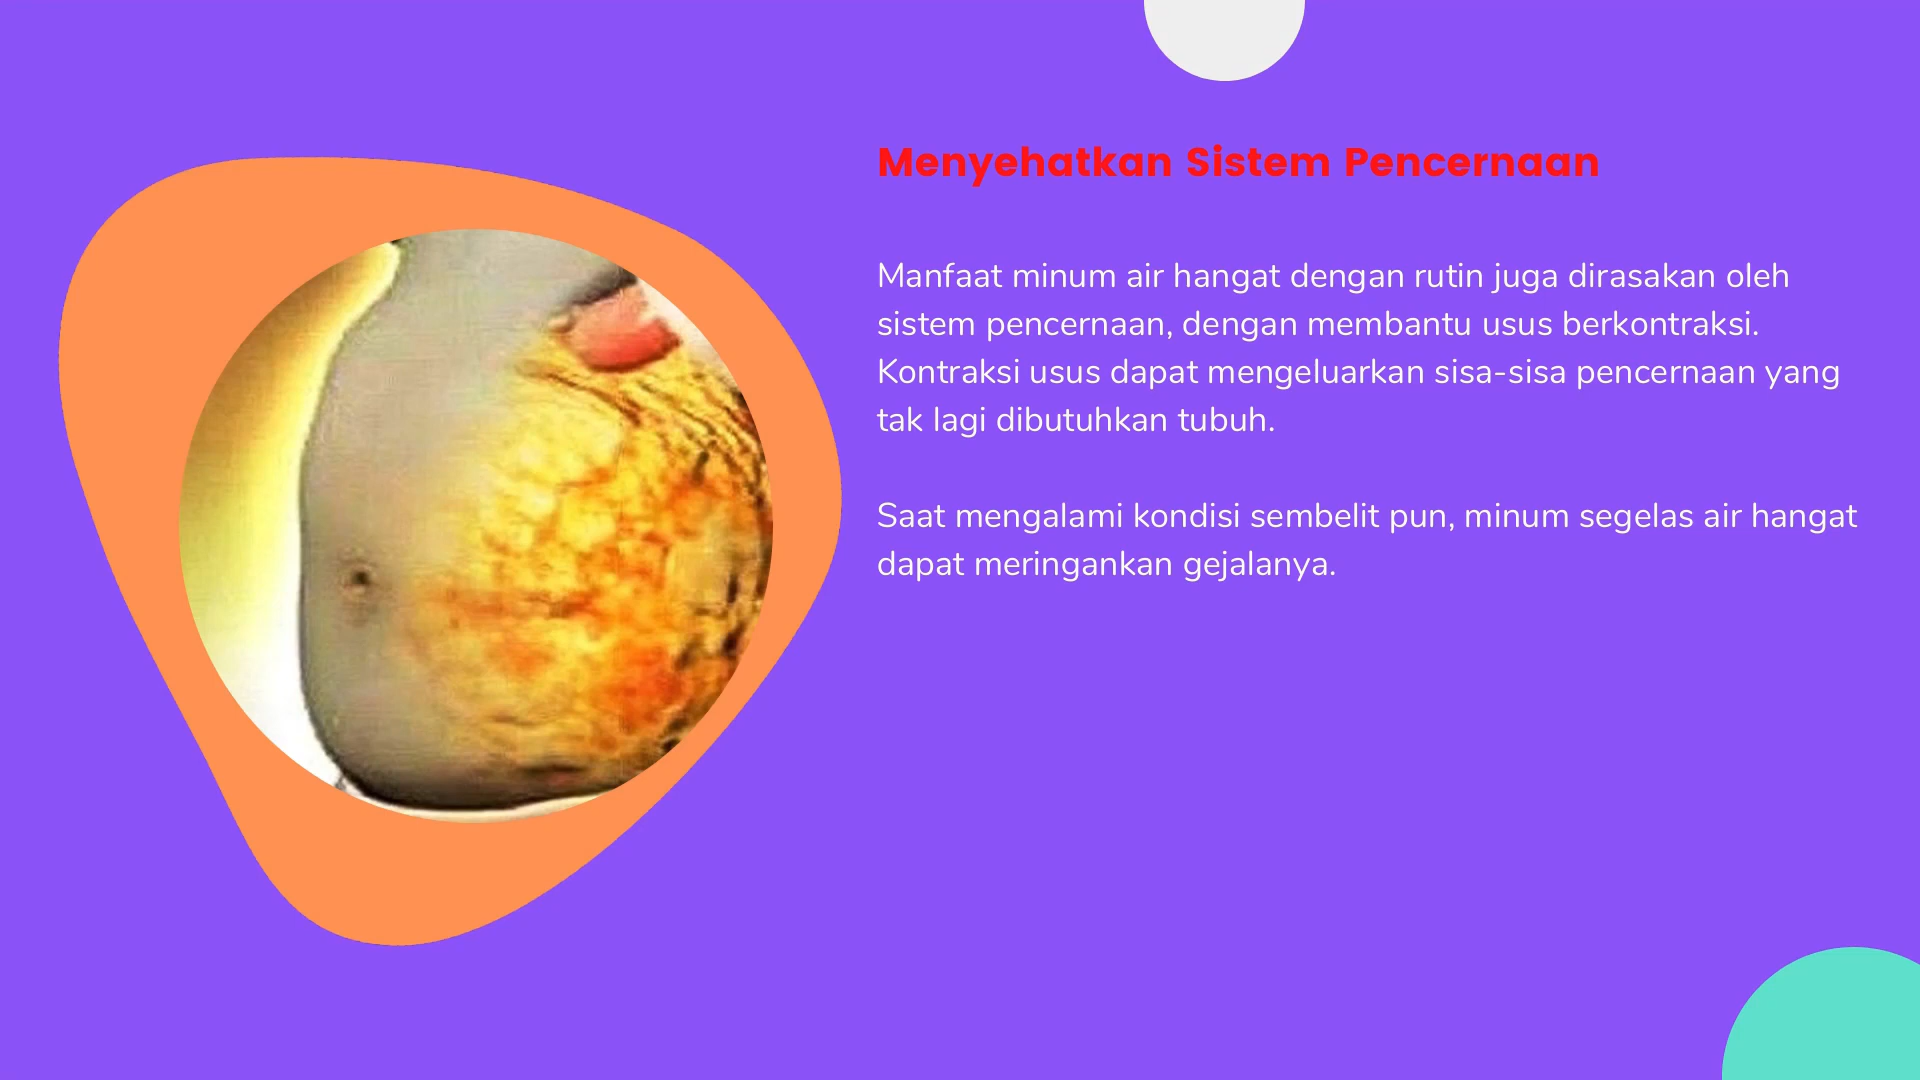 Menyehatkan Sistem Pencernaan
Manfaat minum air hangat dengan rutin juga dirasakan oleh
sistem pencernaan, dengan membantu usus berkontraksi.
Kontraksi usus dapat mengeluarkan sisa-sisa pencernaan yang
tak lagi dibutuhkan tubuh.
Saat mengalami kondisi sembelit pun, minum segelas air hangat
dapat meringankan gejalanya.